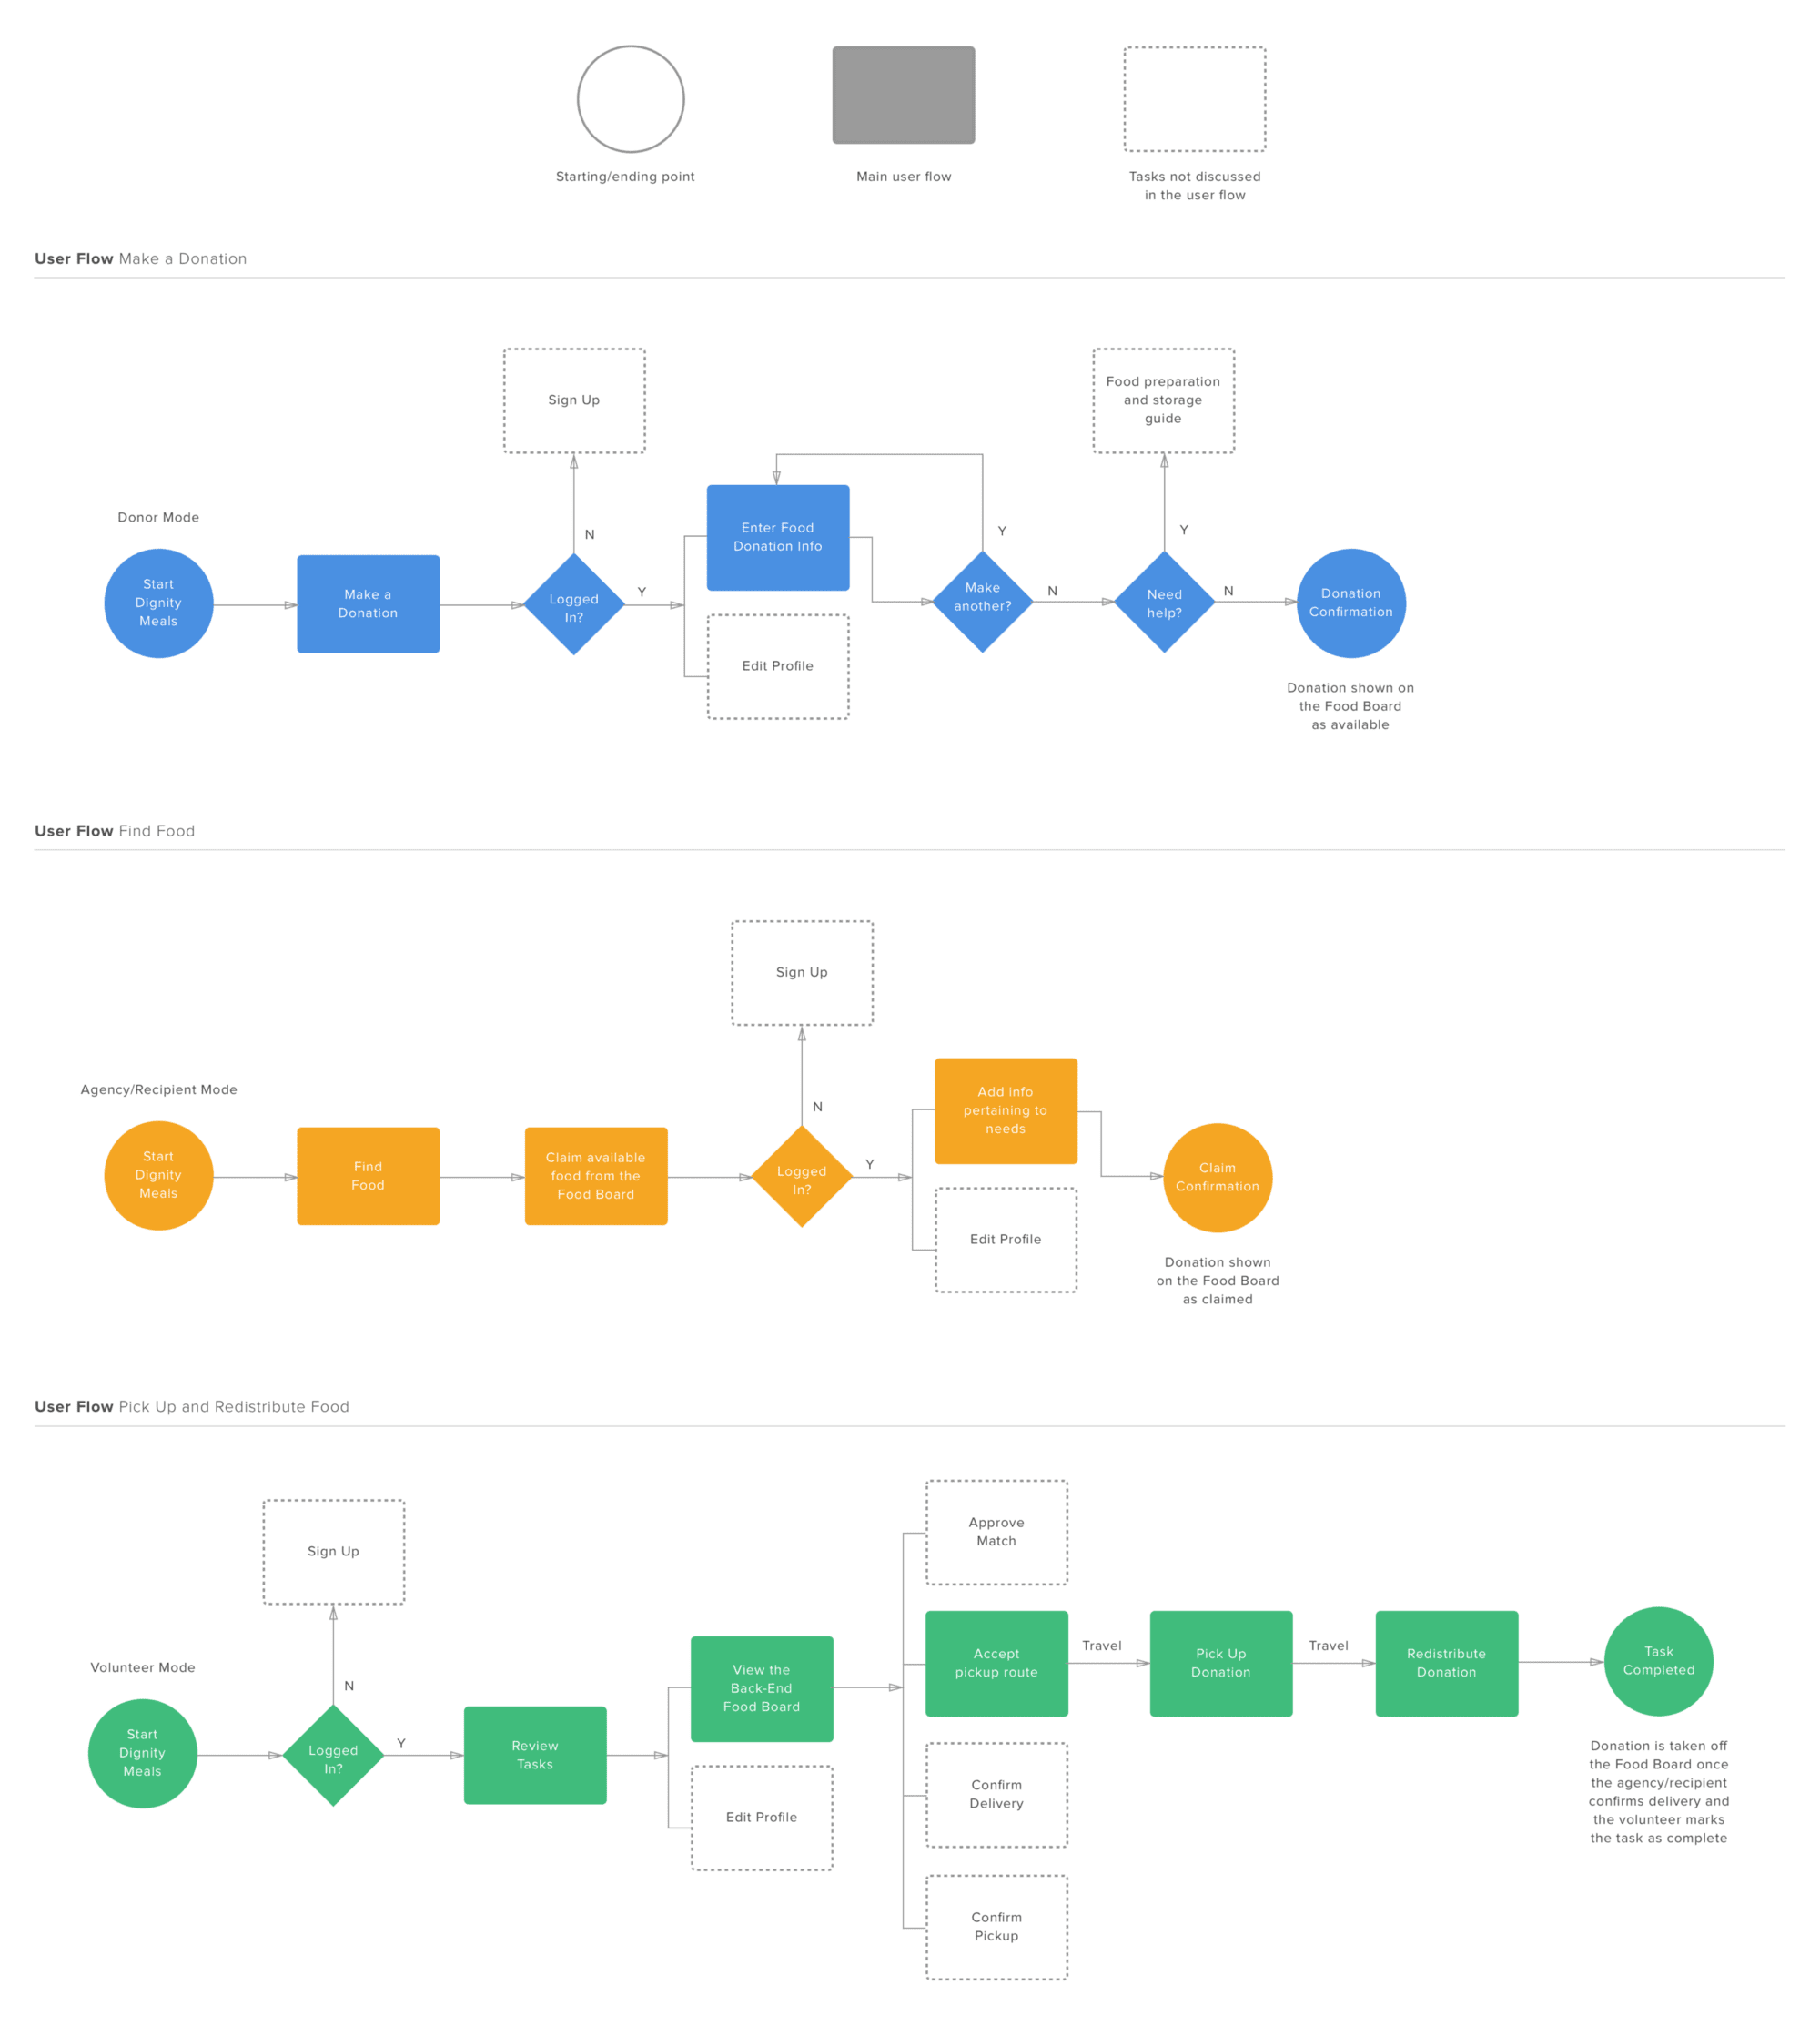 Starting/ending point
Main user flow
Tasks not discussed
in the user flow
User Flow Make a Donation
Sign Up
Food preparation
and storage
guide
Donor Mode
Start
Dignity
Meals
Make a
Donation
N
Logged
In?
Y
Enter Food
Donation Info
Edit Profile
Y
Make
another?
N
Y
Need
help?
N
Donation
Confirmation
Donation shown on
the Food Board
as available
User Flow Find Food
Sign Up
Agency/Recipient Mode
Start
Dignity
Meals
Find
Food
Claim available
food from the
Food Board
N
Logged
In?
Y
Add info
pertaining to
needs
Edit Profile
Claim
Confirmation
Donation shown
on the Food Board
as claimed
User Flow Pick Up and Redistribute Food
Sign Up
Volunteer Mode
Start
Dignity
Meals
N
Logged
In?
Y
Review
Tasks
View the
Back-End
Food Board
Edit Profile
Approve
Match
Accept
pickup route
Confirm
Delivery
Confirm
Pickup
Travel
Pick Up
Donation
Travel
Redistribute
Donation
Task
Completed
Donation is taken off
the Food Board once
the agency/recipient
confirms delivery and
the volunteer marks
the task as complete